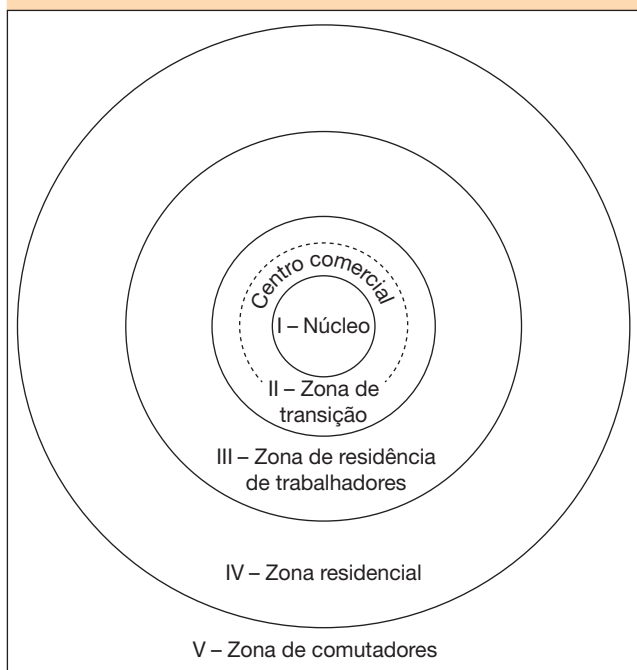 Centro comercial
I – Núcleo
II – Zona de
transição
III – Zona de residência
de trabalhadores
IV – Zona residencial
V – Zona de comutadores